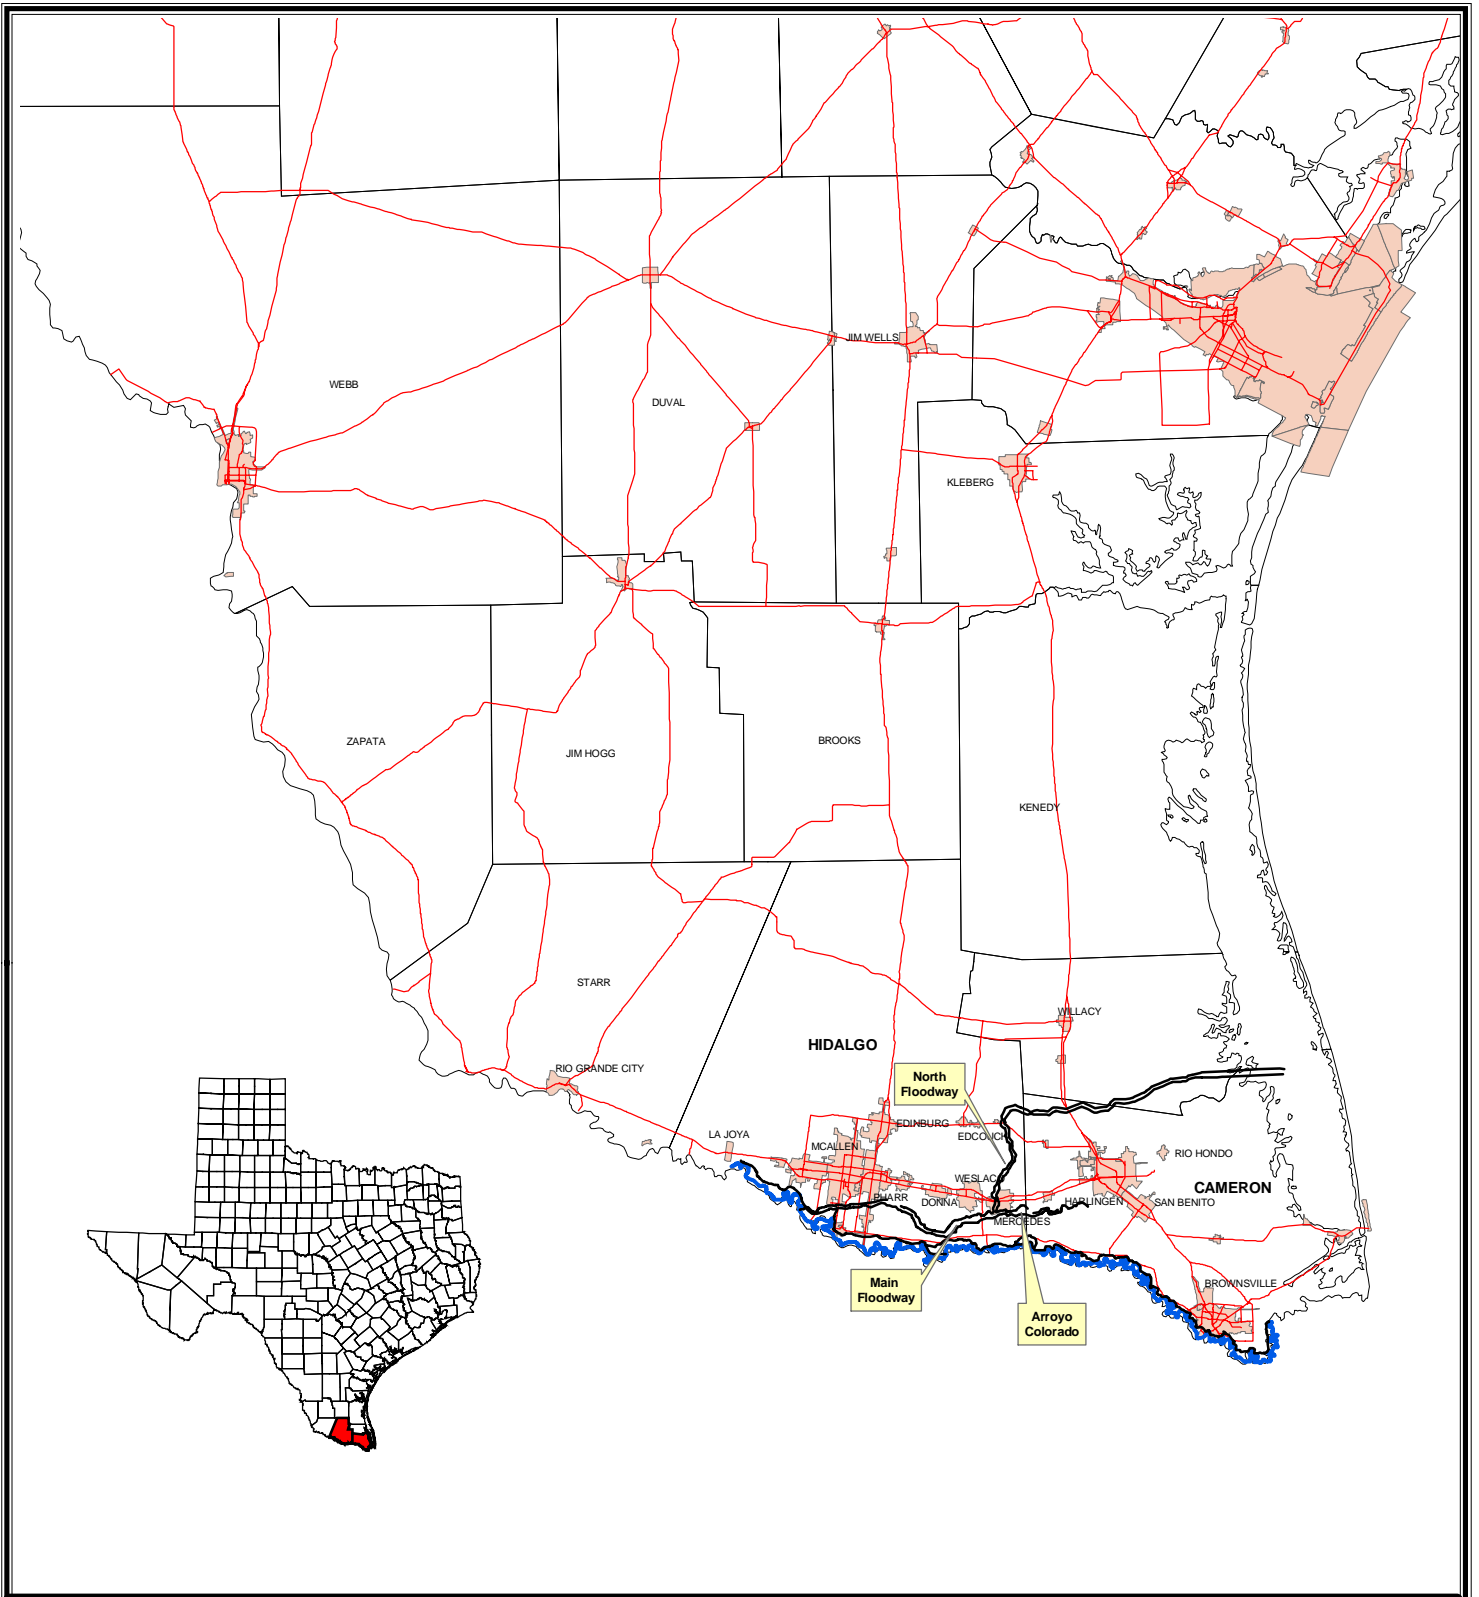 JIM WELLS
WEBB
DUVAL
KLEBERG
ZAPATA
JIM HOGG
BROOKS
KENEDY
STARR
WILLACY
HIDALGO
RIO GRANDE CITY
North
Floodway
EDINBURG
EDCOUCH
LA JOYA
MCALLEN
RIO HONDO
WESLACO
CAMERON
PHARR
DONNA
HARLINGEN
SAN BENITO
MERCEDES
Main
Floodway
BROWNSVILLE
Arroyo
Colorado